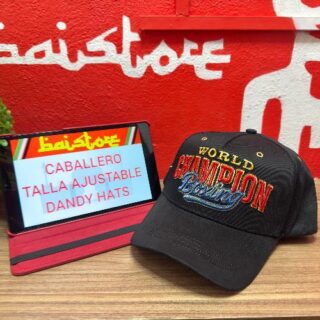 baistore
baistore
CABALLERO
TALLA AJUSTABLE
DANDY HATS
WORLD
CHAMPION
Boxing